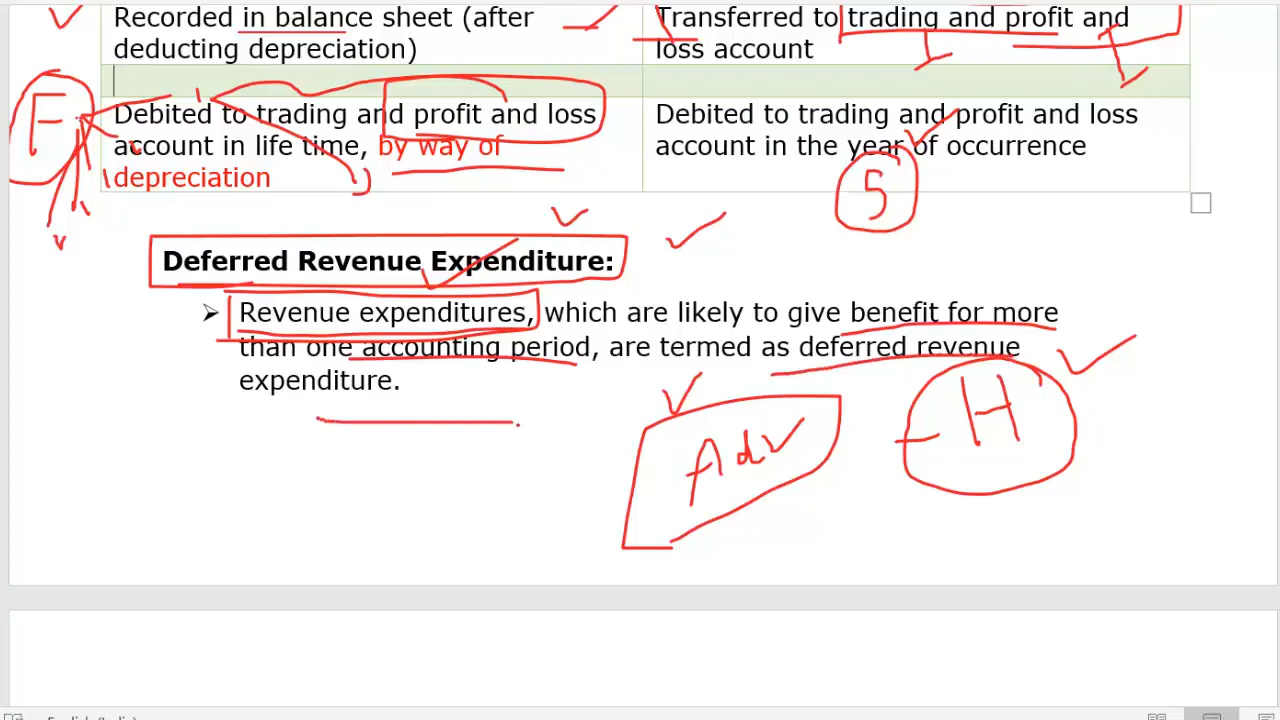 Recorded in balance sheet (after
deducting depreciation)
Transferred to trading and profit and
loss account
F
Debited to trading and profit and loss
account in life time, by way of
depreciation
Debited to trading and profit and loss
account in the year of occurrence
5
Deferred Revenue Expenditure:
Revenue expenditures, which are likely to give benefit for more
than one accounting period, are termed as deferred revenue
expenditure.
Adv
H